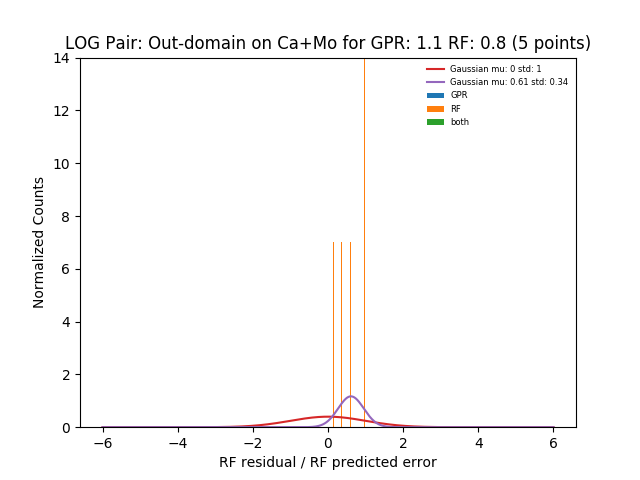 LOG Pair: Out-domain on Ca+Mo for GPR: 1.1 RF: 0.8 (5 points)
Gaussian mu: 0 std: 1
Gaussian mu: 0.61 std: 0.34
GPR
RF
both
Normalized Counts
14
12
10
8
6
4
2
0
−6 −4 −2 0 2 4 6
RF residual / RF predicted error